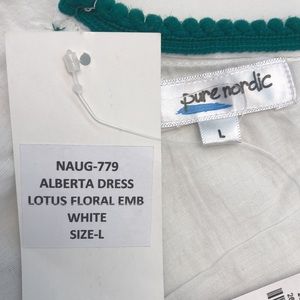 pure nordic
L
NAUG-779
ALBERTA DRESS
LOTUS FLORAL EMB
WHITE
SIZE-L